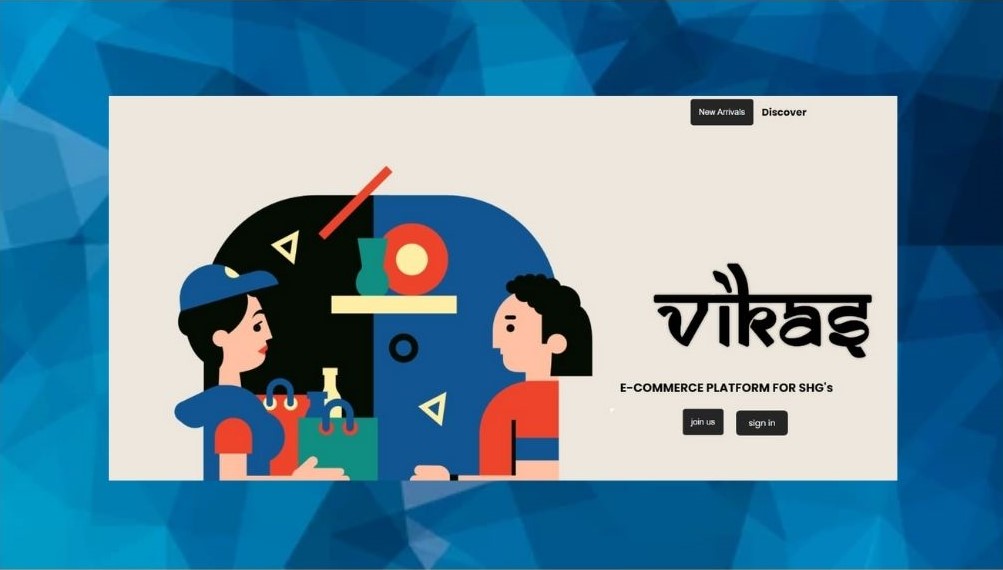 New Arrivals Discover
vikas
E-COMMERCE PLATFORM FOR SHG's
join us sign in